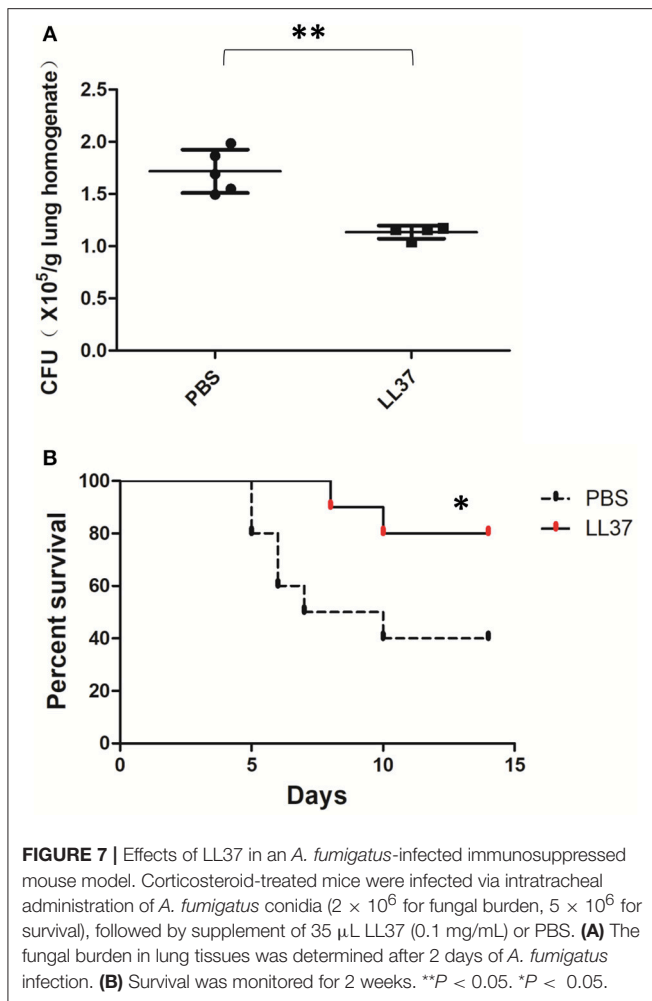 A
**
2.5
2.0
1.5
1.0
0.5
0.0
CFU ( X10⁵/g lung homogenate)
PBS
LL37
B
100
80
60
40
20
0
Percent survival
*
PBS
LL37
0
5
10
15
Days
FIGURE 7 | Effects of LL37 in an A. fumigatus-infected immunosuppressed
mouse model. Corticosteroid-treated mice were infected via intratracheal
administration of A. fumigatus conidia (2 × 10⁶ for fungal burden, 5 × 10⁶ for
survival), followed by supplement of 35 μL LL37 (0.1 mg/mL) or PBS. (A) The
fungal burden in lung tissues was determined after 2 days of A. fumigatus
infection. (B) Survival was monitored for 2 weeks. **P < 0.05. *P < 0.05.